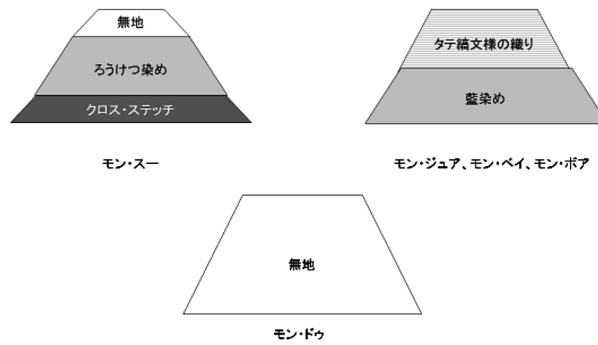 無地
ろうけつ染め
クロス・ステッチ
モン・スー
タテ縞文様の織り
藍染め
モン・ジュア、モン・ベイ、モン・ボア
無地
モン・ドゥ